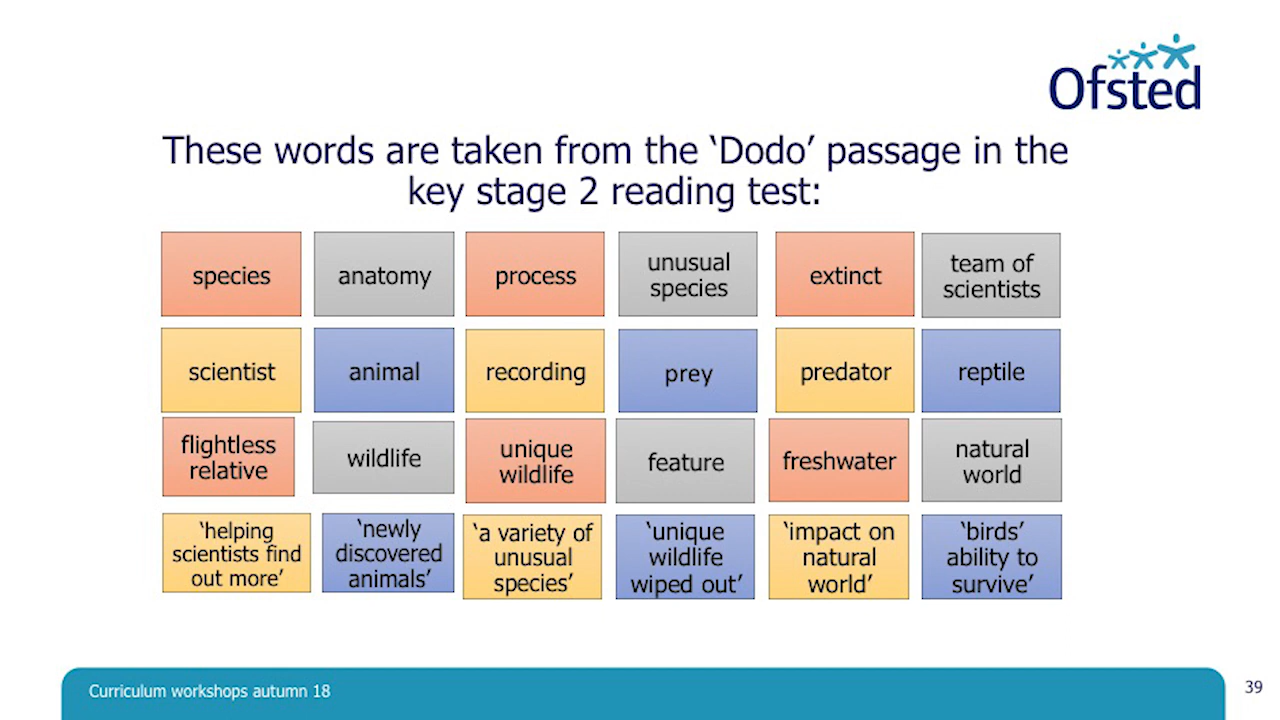 Ofsted
These words are taken from the ‘Dodo’ passage in the
key stage 2 reading test:
species
anatomy
process
unusual
species
extinct
team of
scientists
scientist
animal
recording
prey
predator
reptile
flightless
relative
wildlife
unique
wildlife
feature
freshwater
natural
world
‘helping
scientists find
out more’
‘newly
discovered
animals’
‘a variety of
unusual
species’
‘unique
wildlife
wiped out’
‘impact on
natural
world’
‘birds’
ability to
survive’
Curriculum workshops autumn 18
39